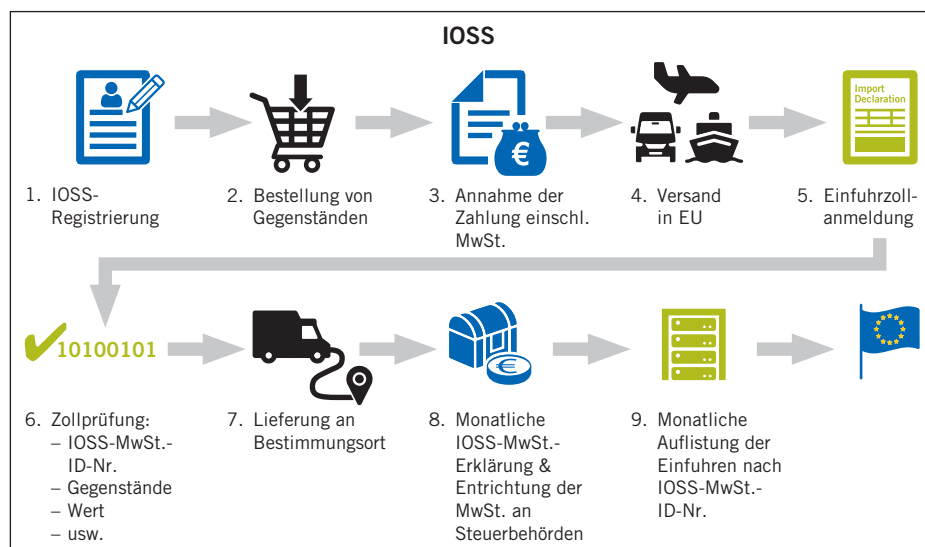 IOSS
Import
Declaration
€
1. IOSS-
Registrierung
2. Bestellung von
Gegenständen
3. Annahme der
Zahlung einschl.
MwSt.
4. Versand
in EU
5. Einfuhrzoll-
anmeldung
10100101
€
6. Zollprüfung:
– IOSS-MwSt.-
ID-Nr.
– Gegenstände
– Wert
– usw.
7. Lieferung an
Bestimmungsort
8. Monatliche
IOSS-MwSt.-
Erklärung &
Entrichtung der
MwSt. an
Steuerbehörden
9. Monatliche
Auflistung der
Einfuhren nach
IOSS-MwSt.-
ID-Nr.